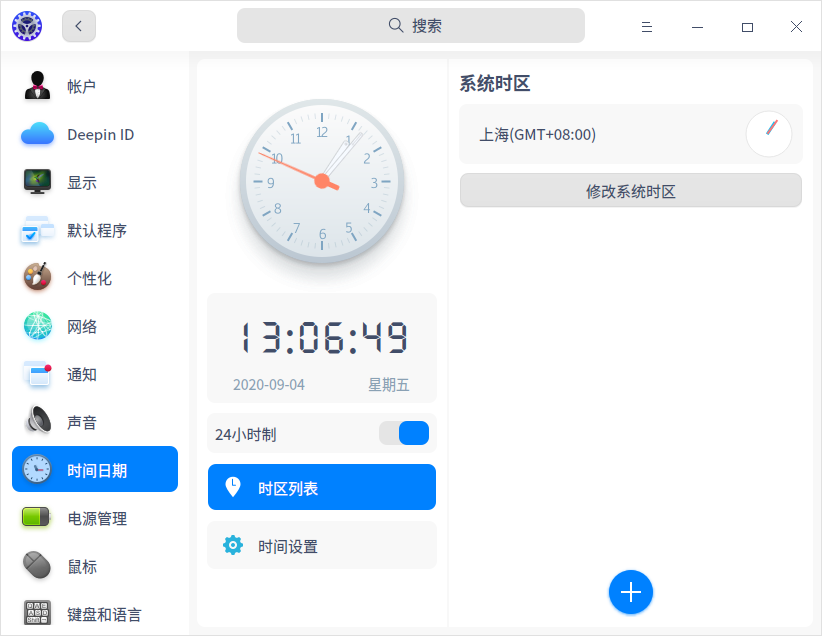 搜索
帐户
Deepin ID
显示
默认程序
个性化
网络
通知
声音
时间日期
电源管理
鼠标
键盘和语言
12
1
2
3
4
5
6
7
8
9
10
11
13:06:49
2020-09-04 星期五
24小时制
时区列表
时间设置
系统时区
上海(GMT+08:00)
修改系统时区